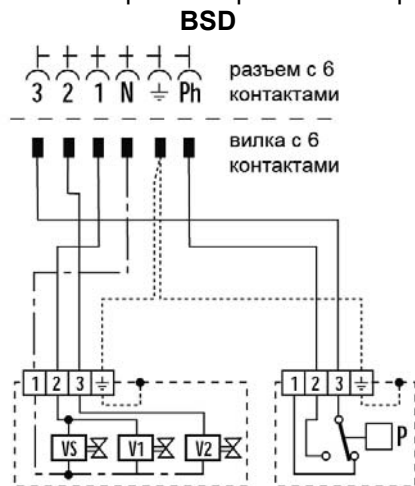 BSD
3 2 1 N ⏚ Ph
разъем с 6
контактами
вилка с 6
контактами
1 2 3 ⏚
1 2 3 ⏚
VS V1 V2
P